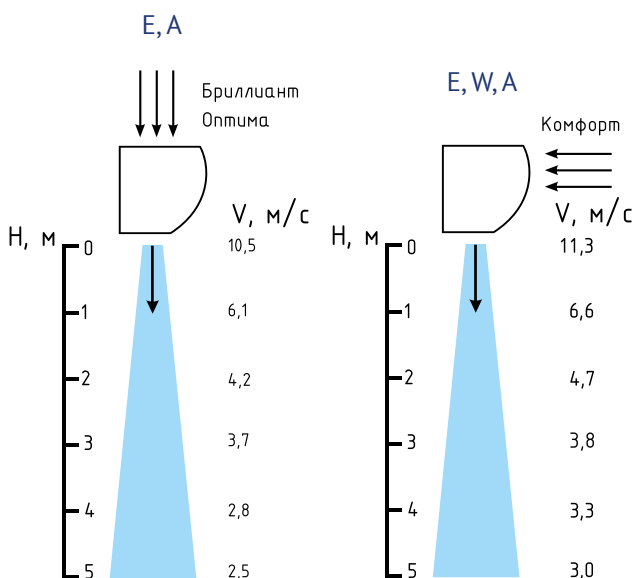 E, A
Бриллиант
Оптима
V, м/с
H, м
0
10,5
1
6,1
2
4,2
3
3,7
4
2,8
5
2.5
E, W, A
Комфорт
V, м/с
H, м
0
11,3
1
6,6
2
4,7
3
3,8
4
3,3
5
3,0